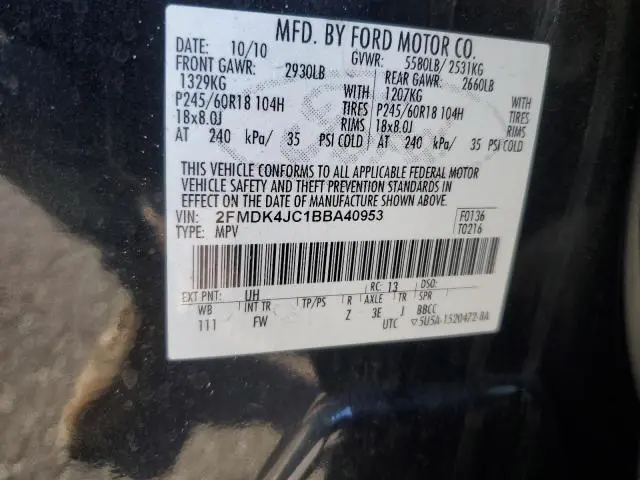 MFD. BY FORD MOTOR CO.
DATE: 10/10 GVWR: 5580LB/ 2531KG
FRONT GAWR: 2930LB REAR GAWR: 2660LB
1329KG WITH 1207KG WITH
P245/60R18 104H TIRES P245/60R18 104H TIRES
18x8.0J RIMS 18x8.0J RIMS
AT 240 kPa/ 35 PSI COLD AT 240 kPa/ 35 PSI COLD
THIS VEHICLE CONFORMS TO ALL APPLICABLE FEDERAL MOTOR
VEHICLE SAFETY AND THEFT PREVENTION STANDARDS IN
EFFECT ON THE DATE OF MANUFACTURE SHOWN ABOVE.
VIN: 2FMDK4JC1BBA40953 F0136
TYPE: MPV T0216
EXT PNT: UH RC: 13 DSO:
WB INT TR TP/PS R AXLE TR SPR
111 FW Z 3E J BBCC
UTC ▽5U5A-1520472-BA